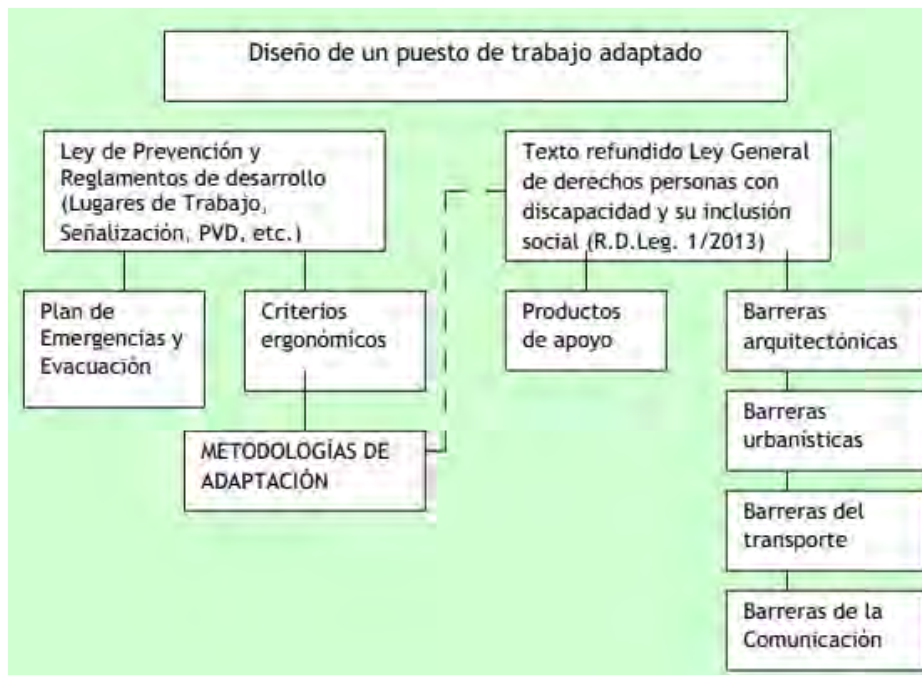 Diseño de un puesto de trabajo adaptado
Ley de Prevención y
Reglamentos de desarrollo
(Lugares de Trabajo,
Señalización, PVD, etc.)
Plan de
Emergencias y
Evacuación
Criterios
ergonómicos
METODOLOGÍAS DE
ADAPTACIÓN
Texto refundido Ley General
de derechos personas con
discapacidad y su inclusión
social (R.D.Leg. 1/2013)
Productos
de apoyo
Barreras
arquitectónicas
Barreras
urbanísticas
Barreras del
transporte
Barreras de la
Comunicación